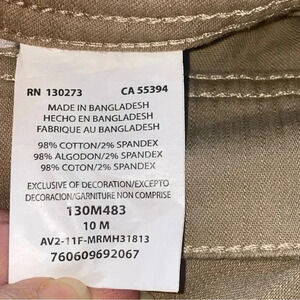 RN 130273 CA 55394
MADE IN BANGLADESH
HECHO EN BANGLADESH
FABRIQUE AU BANGLADESH
98% COTTON/2% SPANDEX
98% ALGODON/2% SPANDEX
98% COTON/2% SPANDEX
EXCLUSIVE OF DECORATION/EXCEPTO
DECORACION/GARNITURE NON COMPRISE
130M483
10 M
AV2-11F-MRMH31813
760609692067